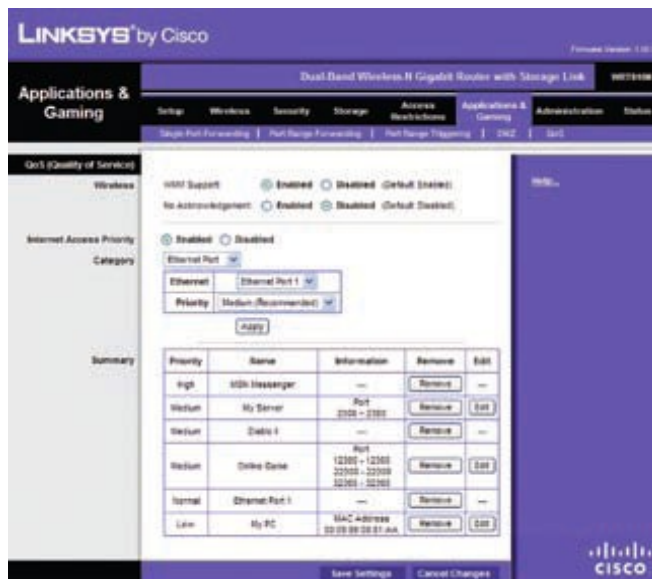 LINKSYS® by Cisco
Firmware Version: 1.00
Applications & Gaming
Dual-Band Wireless-N Gigabit Router with Storage Link
Setup Wireless Security Storage Access Restrictions Applications & Gaming Administration Status
Single Port Forwarding | Port Range Forwarding | Port Range Triggering | DMZ | QoS
QoS (Quality of Service)
Wireless
WMM Support Enabled Disabled (Default: Enabled)
No Acknowledgement Enabled Disabled (Default: Disabled)
Help...
Internet Access Priority Enabled Disabled
Category Ethernet Port
Ethernet Ethernet Port 1
Priority Medium (Recommended)
Apply
Summary
Priority Name Information Remove Edit
High MSN Messenger --- Remove ---
Medium My Server Port Remove Edit
Medium Diablo II --- Remove ---
Medium Online Game Port Remove Edit
Normal Ethernet Port 1 --- Remove ---
Low My PC MAC Address Remove Edit
Save Settings Cancel Changes
CISCO